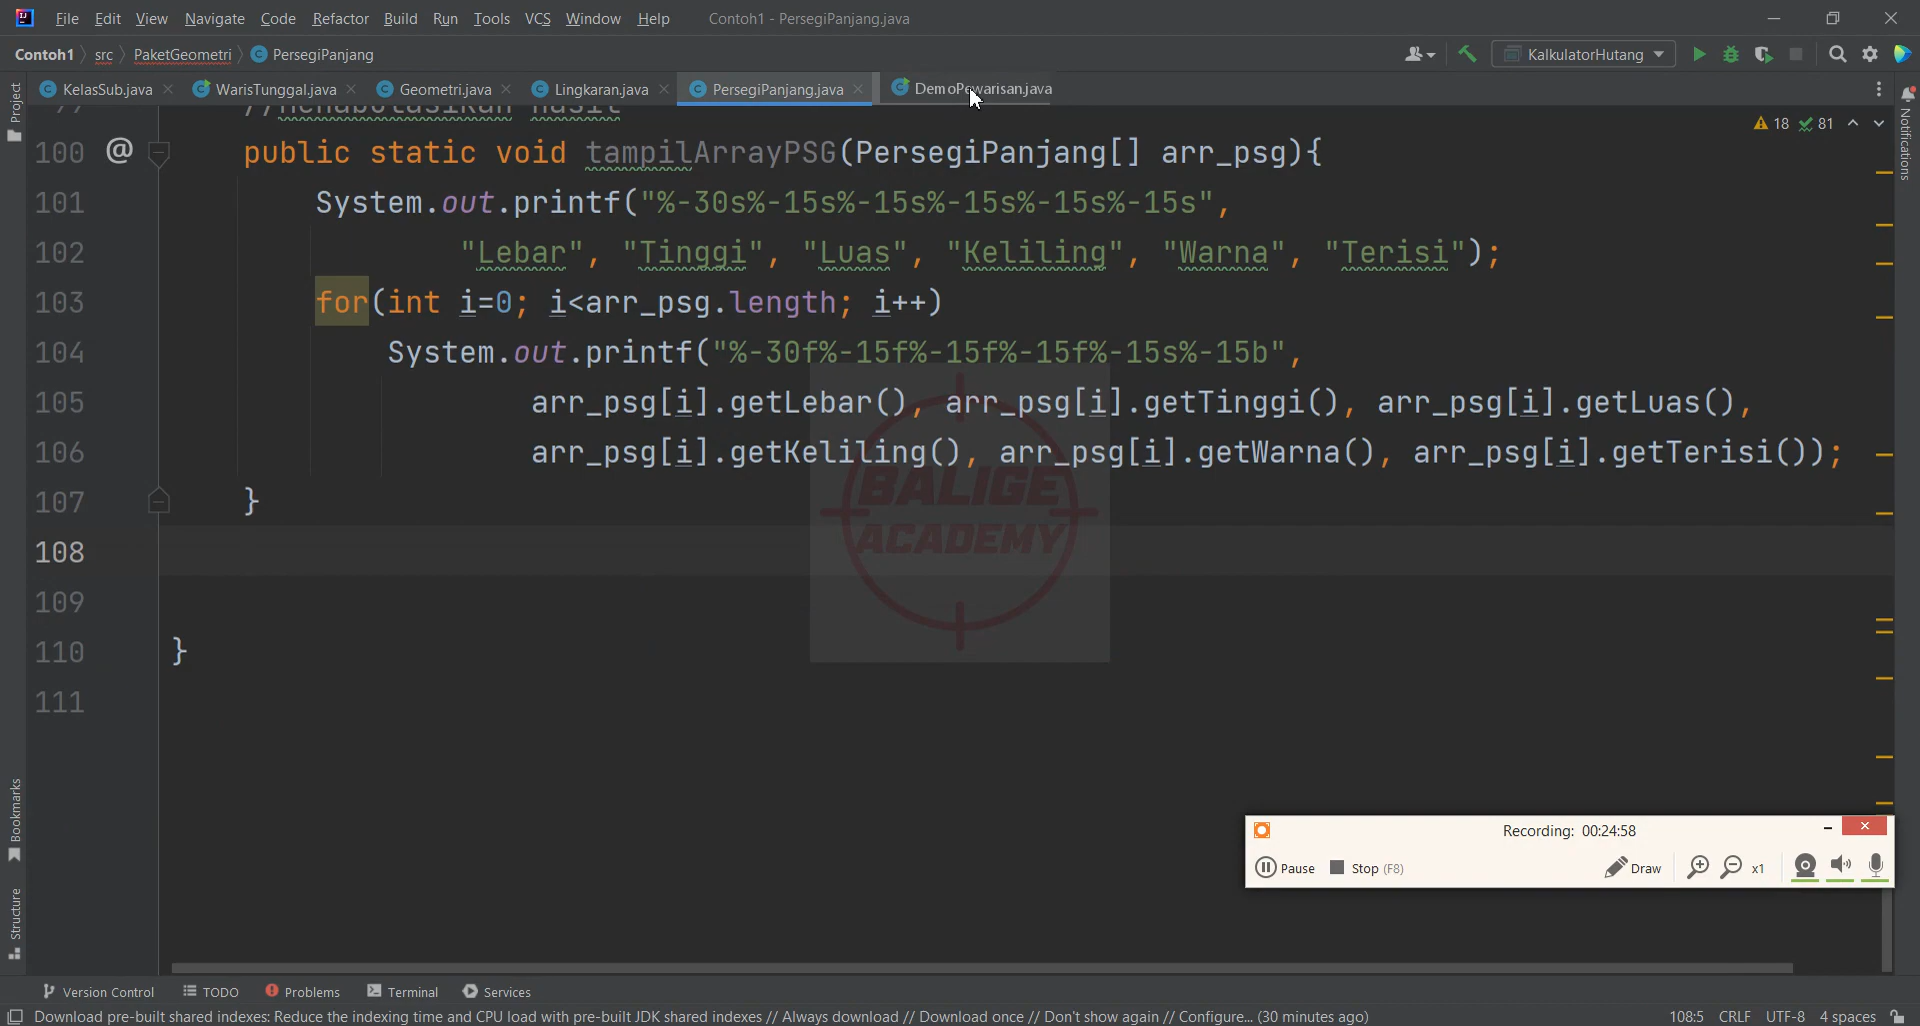 File Edit View Navigate Code Refactor Build Run Tools VCS Window Help Contoh1 - PersegiPanjang.java
Contoh1 src PaketGeometri PersegiPanjang KalkulatorHutang
KelasSub.java WarisTunggal.java Geometri.java Lingkaran.java PersegiPanjang.java DemoPewarisan.java
Project
Notifications
18 81
100 @ public static void tampilArrayPSG(PersegiPanjang[] arr_psg){
101 System.out.printf("%-30s%-15s%-15s%-15s%-15s%-15s",
102 "Lebar", "Tinggi", "Luas", "Keliling", "Warna", "Terisi");
103 for(int i=0; i<arr_psg.length; i++)
104 System.out.printf("%-30f%-15f%-15f%-15f%-15s%-15b",
105 arr_psg[i].getLebar(), arr_psg[i].getTinggi(), arr_psg[i].getLuas(),
106 arr_psg[i].getKeliling(), arr_psg[i].getWarna(), arr_psg[i].getTerisi());
107 }
108
109
110 }
111
BALIGE
ACADEMY
Bookmarks
Structure
Recording: 00:24:58
Pause Stop (F8) Draw x1
Version Control TODO Problems Terminal Services
Download pre-built shared indexes: Reduce the indexing time and CPU load with pre-built JDK shared indexes // Always download // Download once // Don't show again // Configure... (30 minutes ago) 108:5 CRLF UTF-8 4 spaces